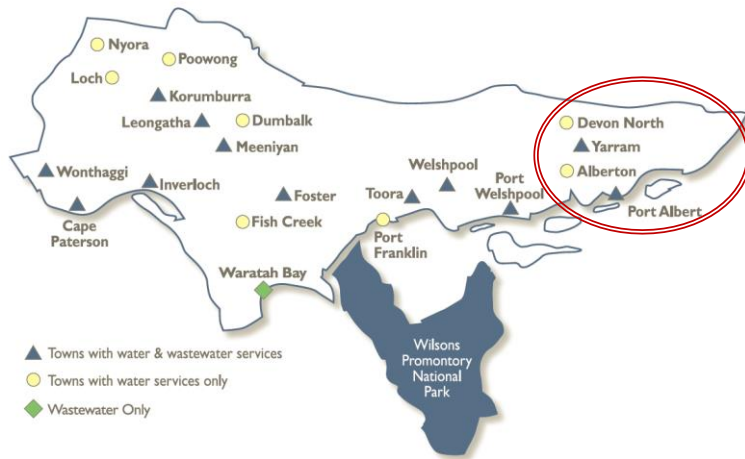 Nyora
Poowong
Loch
Korumburra
Leongatha
Dumbalk
Meeniyan
Devon North
Yarram
Alberton
Port Albert
Wonthaggi
Inverloch
Cape
Paterson
Foster
Fish Creek
Toora
Welshpool
Port
Welshpool
Port
Franklin
Waratah Bay
Wilsons
Promontory
National
Park
Towns with water & wastewater services
Towns with water services only
Wastewater Only